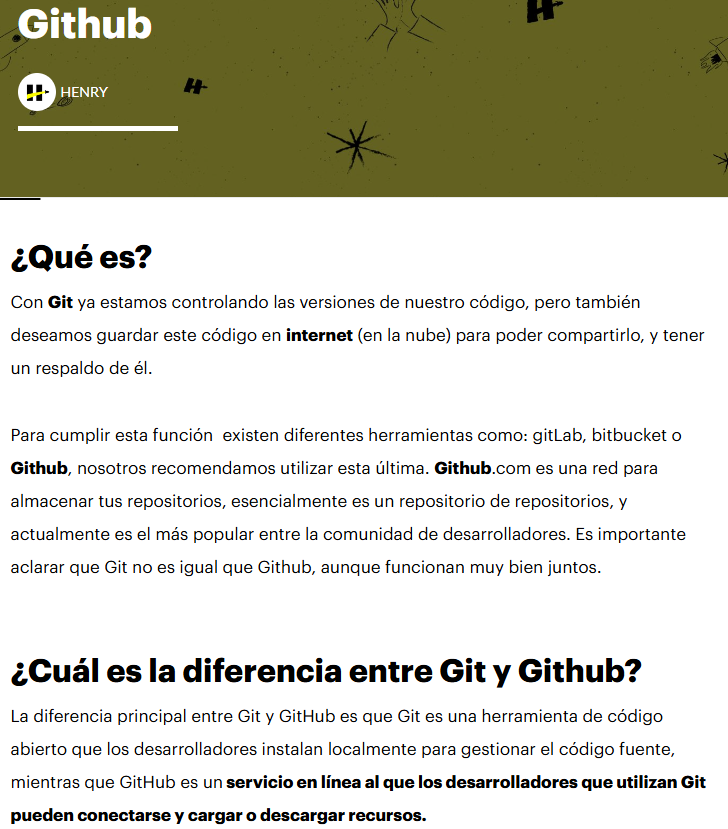 Github
HENRY
¿Qué es?
Con Git ya estamos controlando las versiones de nuestro código, pero también
deseamos guardar este código en internet (en la nube) para poder compartirlo, y tener
un respaldo de él.
Para cumplir esta función  existen diferentes herramientas como: gitLab, bitbucket o
Github, nosotros recomendamos utilizar esta última. Github.com es una red para
almacenar tus repositorios, esencialmente es un repositorio de repositorios, y
actualmente es el más popular entre la comunidad de desarrolladores. Es importante
aclarar que Git no es igual que Github, aunque funcionan muy bien juntos.
¿Cuál es la diferencia entre Git y Github?
La diferencia principal entre Git y GitHub es que Git es una herramienta de código
abierto que los desarrolladores instalan localmente para gestionar el código fuente,
mientras que GitHub es un servicio en línea al que los desarrolladores que utilizan Git
pueden conectarse y cargar o descargar recursos.